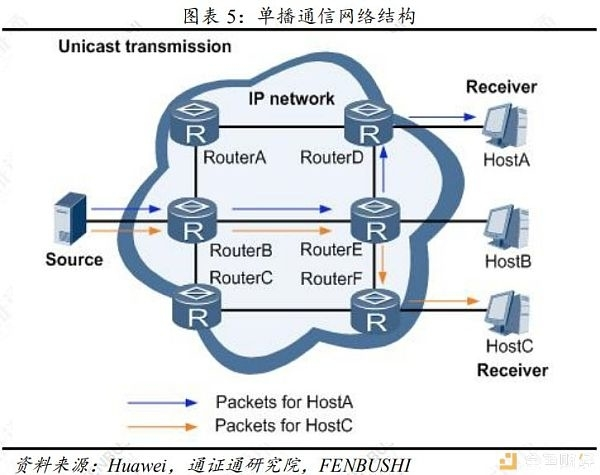 图表 5：单播通信网络结构
Unicast transmission
IP network
Receiver
RouterA
RouterD
HostA
Source
RouterB
RouterE
HostB
RouterC
RouterF
HostC
Receiver
Packets for HostA
Packets for HostC
资料来源：Huawei，通证通研究院，FENBUSHI
R
R
R
R
R
R